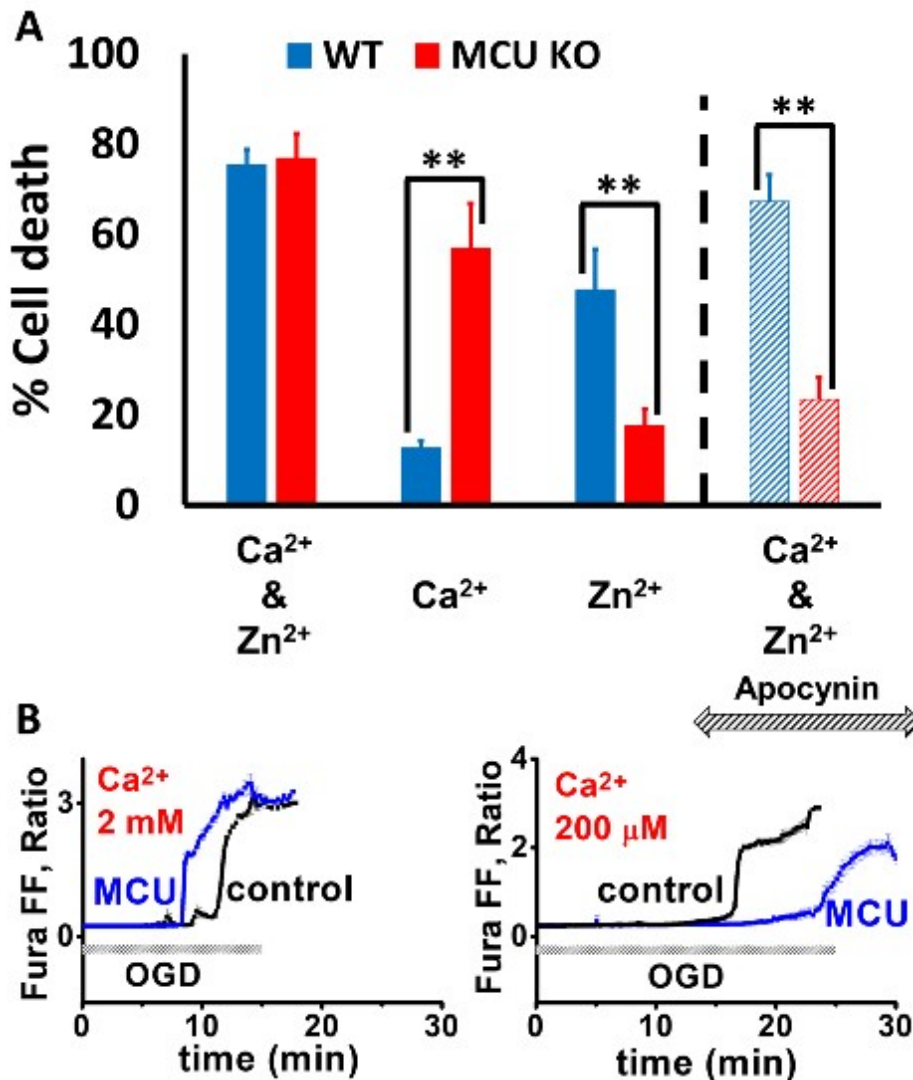 A
100
80
60
40
20
0
% Cell death
WT
MCU KO
**
**
**
Ca²⁺
&
Zn²⁺
Ca²⁺
Zn²⁺
Ca²⁺
&
Zn²⁺
Apocynin
B
Fura FF, Ratio
3
0
Ca²⁺
2 mM
MCU
control
OGD
0 10 20 30
time (min)
Fura FF, Ratio
4
2
0
Ca²⁺
200 μM
control
MCU
OGD
0 10 20 30
time (min)